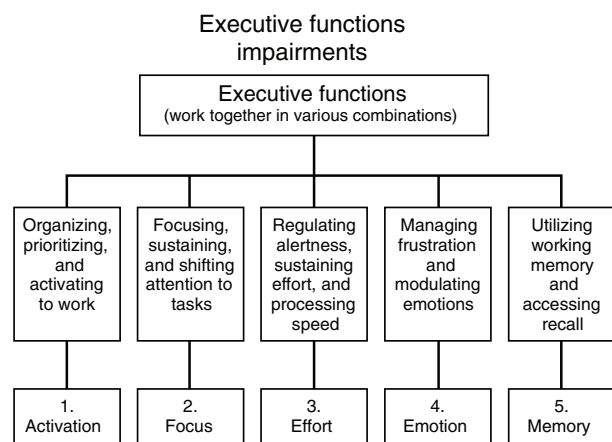 Executive functions
impairments
Executive functions
(work together in various combinations)
Organizing,
prioritizing,
and
activating
to work
Focusing,
sustaining,
and shifting
attention to
tasks
Regulating
alertness,
sustaining
effort, and
processing
speed
Managing
frustration
and
modulating
emotions
Utilizing
working
memory
and
accessing
recall
1.
Activation
2.
Focus
3.
Effort
4.
Emotion
5.
Memory